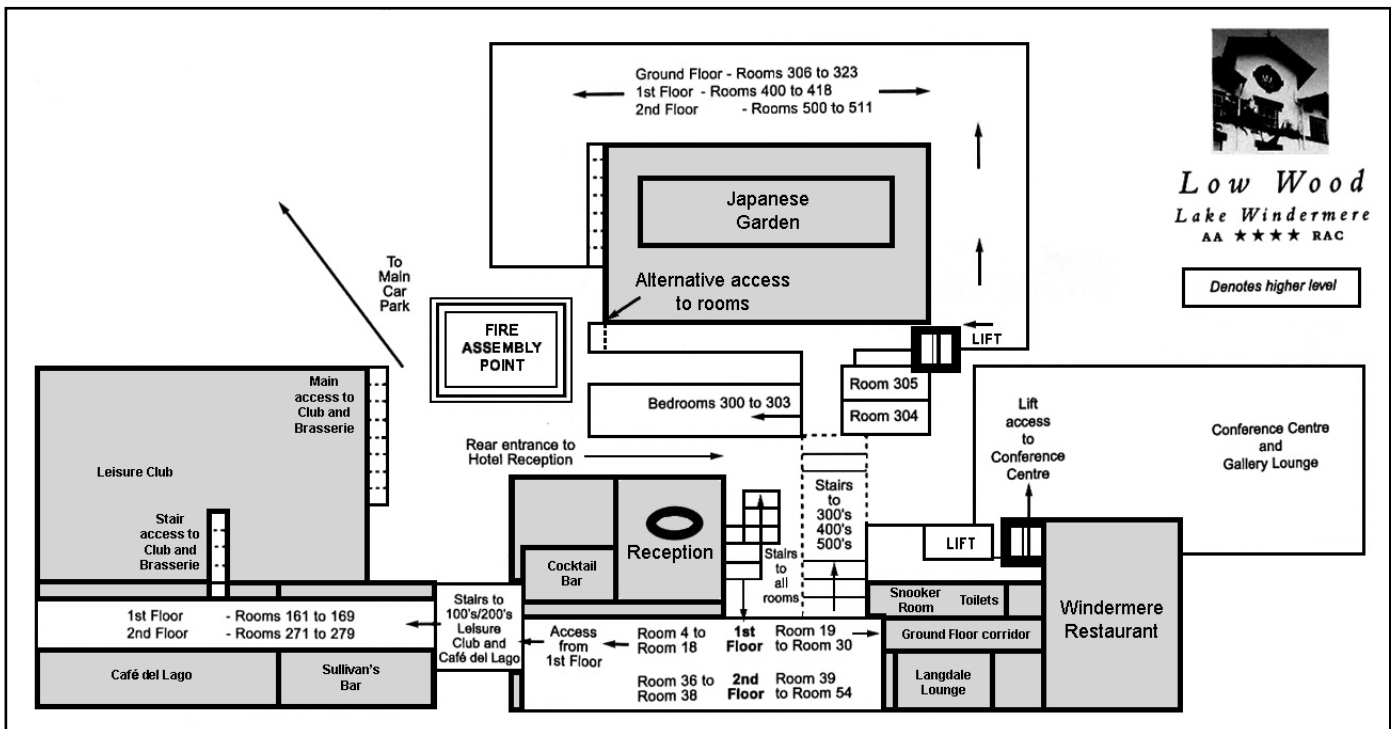 Ground Floor - Rooms 306 to 323
1st Floor - Rooms 400 to 418
2nd Floor - Rooms 500 to 511
Low Wood
Lake Windermere
AA ★★★★ RAC
Denotes higher level
Japanese
Garden
Alternative access
to rooms
To
Main
Car
Park
FIRE
ASSEMBLY
POINT
LIFT
Room 305
Room 304
Bedrooms 300 to 303
Main
access to
Club and
Brasserie
Leisure Club
Stair
access to
Club and
Brasserie
Rear entrance to
Hotel Reception
Lift
access
to
Conference
Centre
Conference Centre
and
Gallery Lounge
Stairs
to
300's
400's
500's
LIFT
Reception
Cocktail
Bar
Stairs
to
all
rooms
Snooker
Room
Toilets
Windermere
Restaurant
1st Floor - Rooms 161 to 169
2nd Floor - Rooms 271 to 279
Stairs to
100's/200's
Leisure
Club and
Café del Lago
Access
from
1st Floor
Room 4 to
Room 18
1st
Floor
Room 19
to Room 30
Ground Floor corridor
Room 36 to
Room 38
2nd
Floor
Room 39
to Room 54
Café del Lago
Sullivan's
Bar
Langdale
Lounge